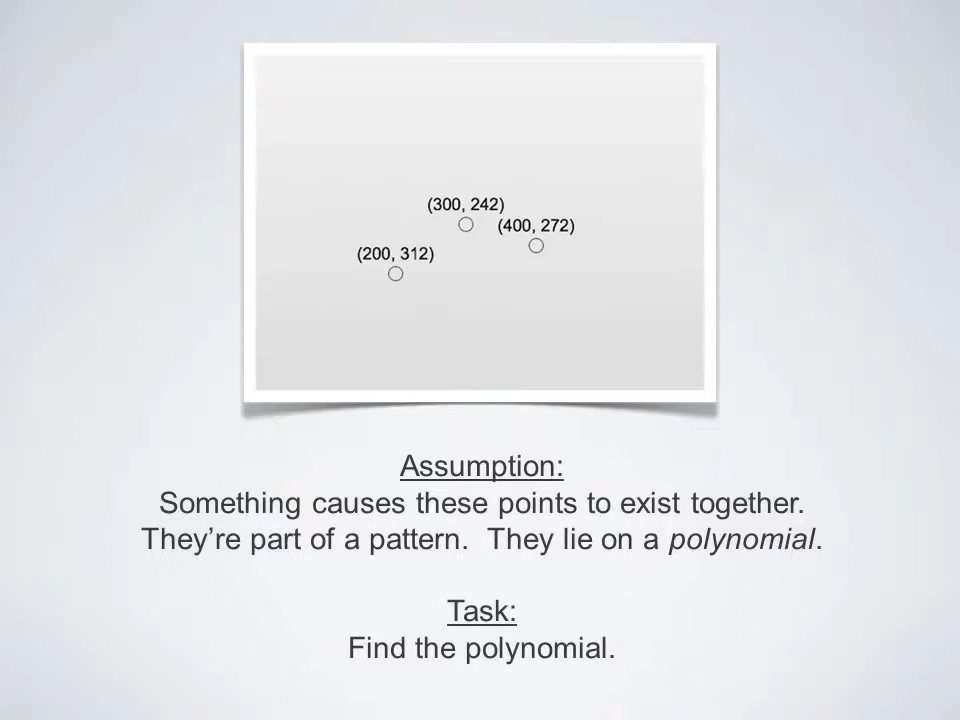 (300, 242)
(400, 272)
(200, 312)
Assumption:
Something causes these points to exist together.
They’re part of a pattern.  They lie on a polynomial.
Task:
Find the polynomial.